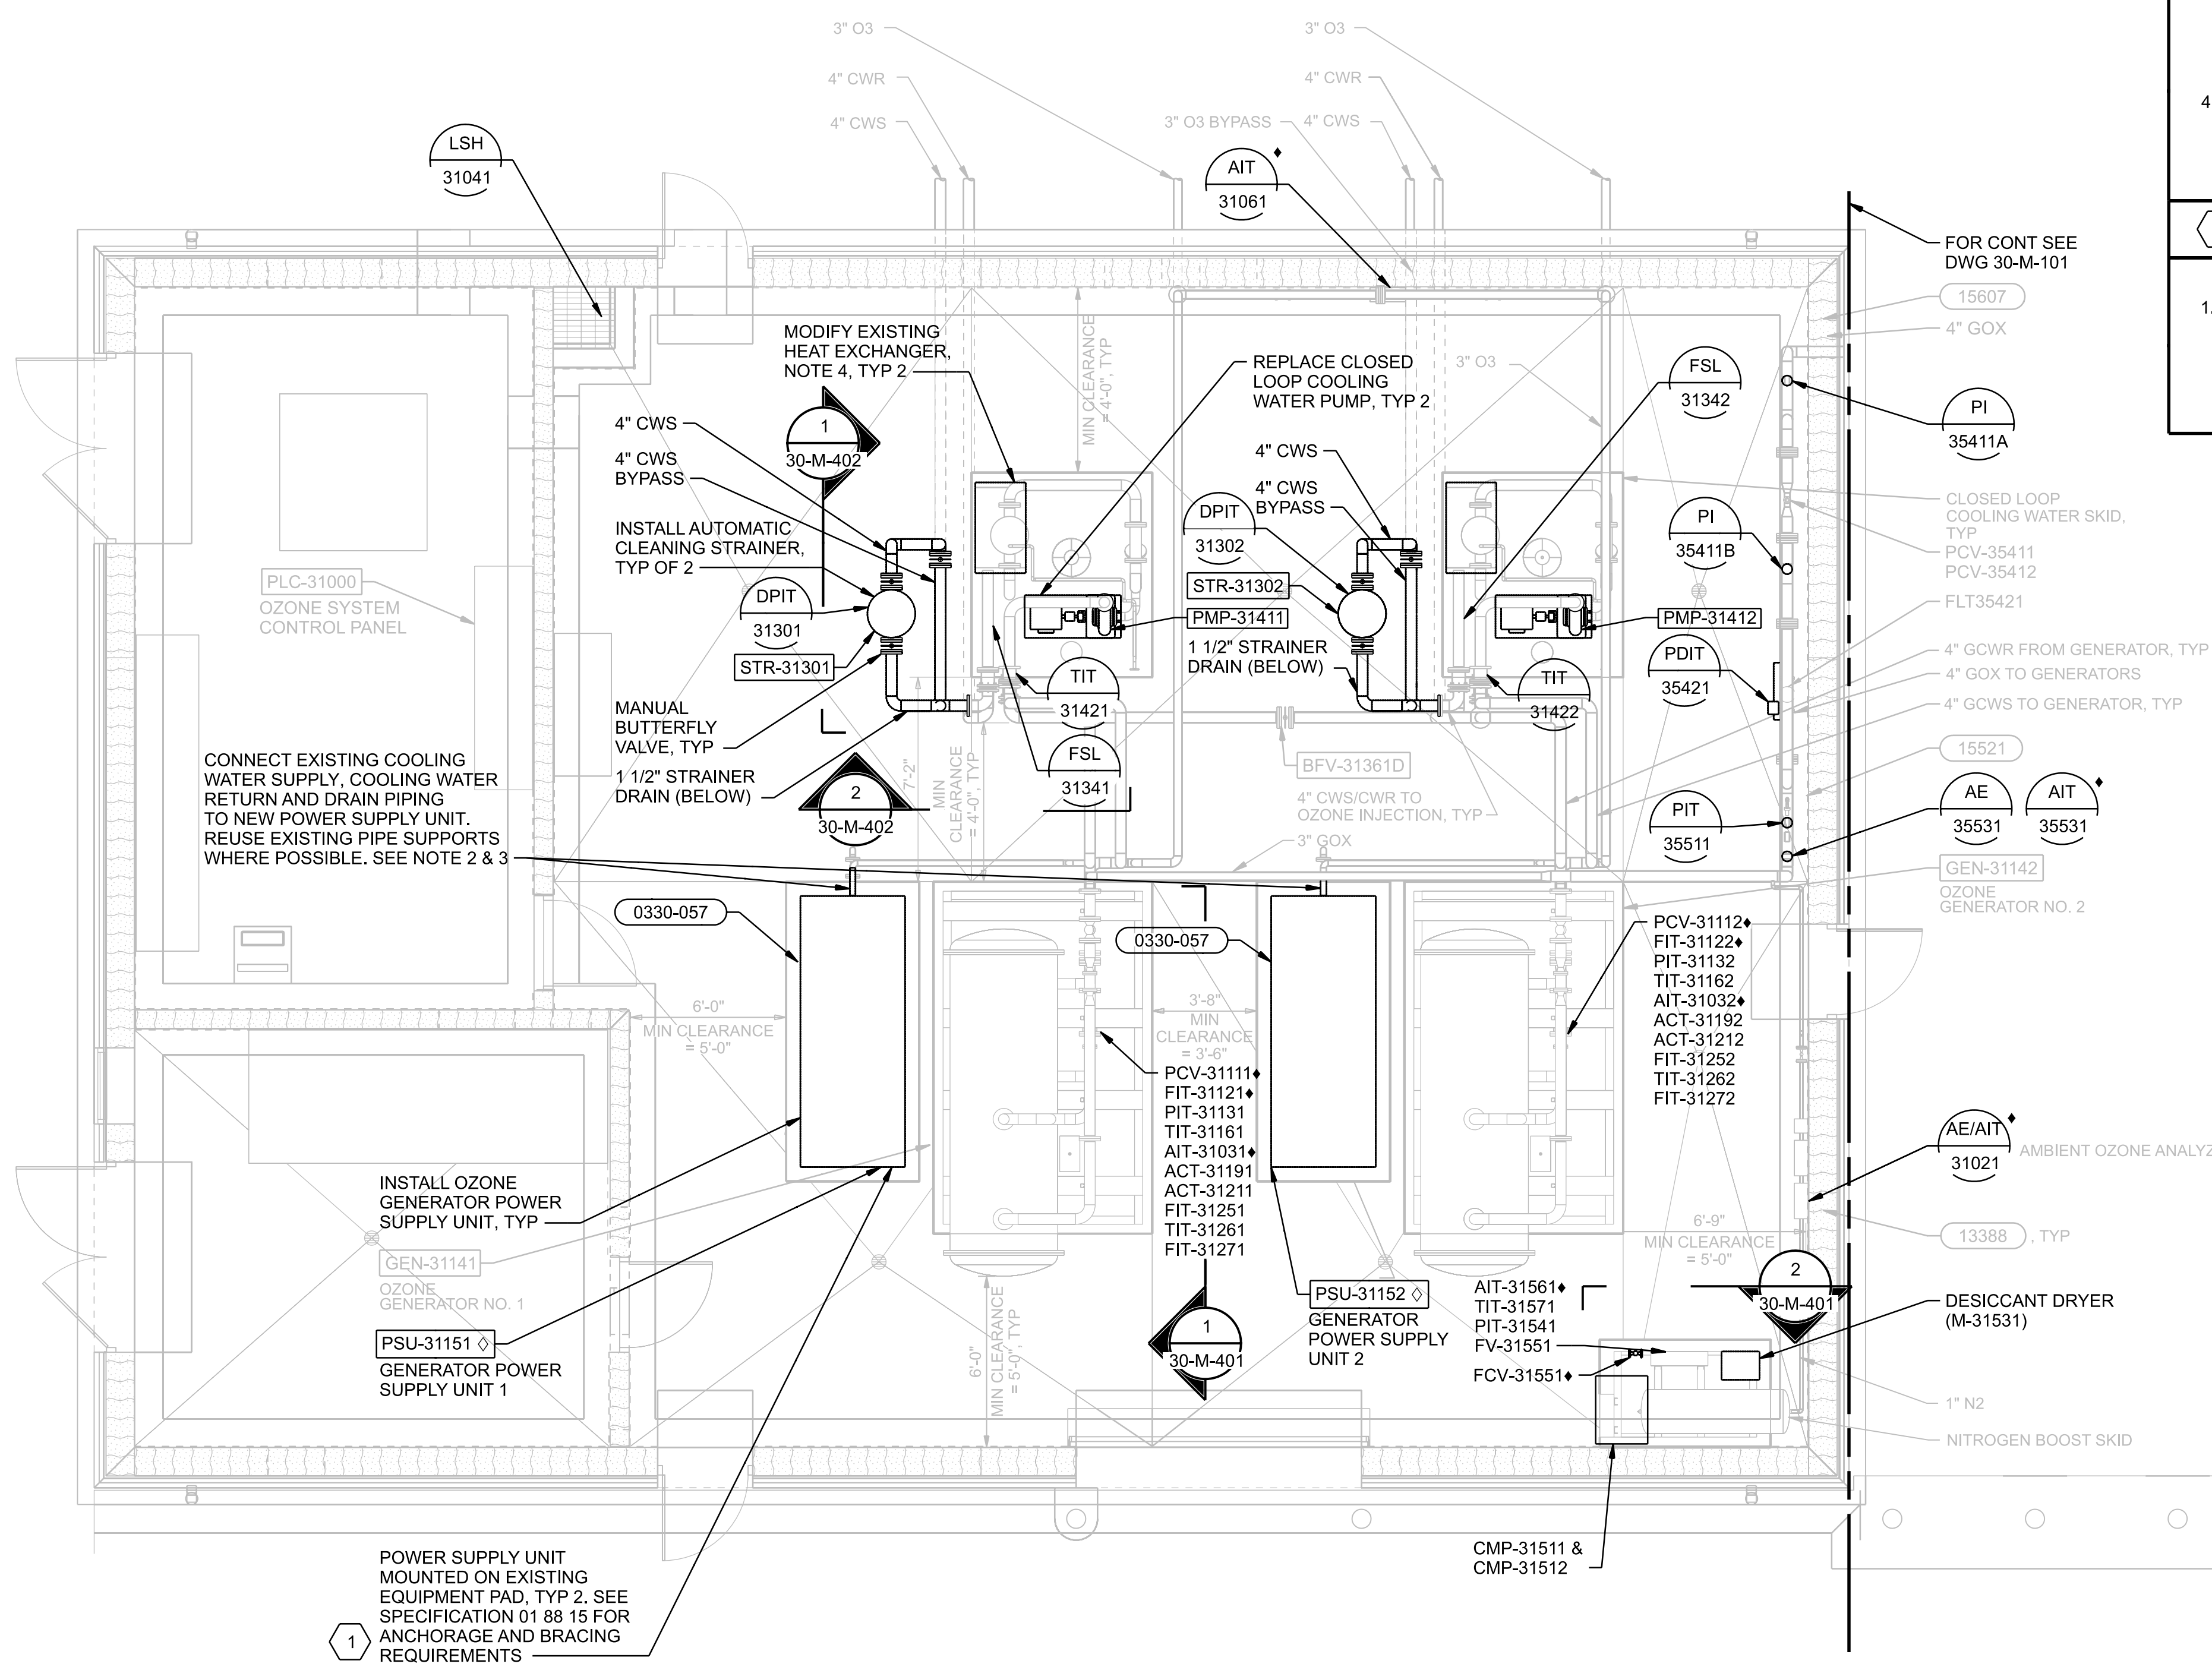 3" O3
3" O3
4" CWR
4" CWR
4" CWS
3" O3 BYPASS
4" CWS
4
LSH
31041
AIT
♦
31061
FOR CONT SEE
DWG 30-M-101
15607
4" GOX
1.
MODIFY EXISTING
HEAT EXCHANGER,
NOTE 4, TYP 2
MIN CLEARANCE
= 4'-0", TYP
REPLACE CLOSED
LOOP COOLING
WATER PUMP, TYP 2
3" O3
FSL
31342
PI
35411A
4" CWS
4" CWS
BYPASS
1
30-M-402
4" CWS
4" CWS
BYPASS
INSTALL AUTOMATIC
CLEANING STRAINER,
TYP OF 2
DPIT
31302
PI
35411B
CLOSED LOOP
COOLING WATER SKID,
TYP
PCV-35411
PCV-35412
FLT35421
PLC-31000
OZONE SYSTEM
CONTROL PANEL
DPIT
31301
STR-31301
STR-31302
PMP-31411
PMP-31412
1 1/2" STRAINER
DRAIN (BELOW)
PDIT
35421
4" GCWR FROM GENERATOR, TYP
4" GOX TO GENERATORS
4" GCWS TO GENERATOR, TYP
TIT
31421
TIT
31422
MANUAL
BUTTERFLY
VALVE, TYP
1 1/2" STRAINER
DRAIN (BELOW)
FSL
31341
7'-2"
MIN
CLEARANCE
= 4'-0", TYP
BFV-31361D
4" CWS/CWR TO
OZONE INJECTION, TYP
15521
CONNECT EXISTING COOLING
WATER SUPPLY, COOLING WATER
RETURN AND DRAIN PIPING
TO NEW POWER SUPPLY UNIT.
REUSE EXISTING PIPE SUPPORTS
WHERE POSSIBLE. SEE NOTE 2 & 3
2
30-M-402
3" GOX
PIT
35511
AE
35531
AIT
♦
35531
GEN-31142
OZONE
GENERATOR NO. 2
0330-057
0330-057
PCV-31112♦
FIT-31122♦
PIT-31132
TIT-31162
AIT-31032♦
ACT-31192
ACT-31212
FIT-31252
TIT-31262
FIT-31272
6'-0"
MIN CLEARANCE
= 5'-0"
3'-8"
MIN
CLEARANCE
= 3'-6"
PCV-31111♦
FIT-31121♦
PIT-31131
TIT-31161
AIT-31031♦
ACT-31191
ACT-31211
FIT-31251
TIT-31261
FIT-31271
AE/AIT
♦
31021
AMBIENT OZONE ANALYZ
13388
, TYP
INSTALL OZONE
GENERATOR POWER
SUPPLY UNIT, TYP
GEN-31141
OZONE
GENERATOR NO. 1
PSU-31151 ◊
GENERATOR POWER
SUPPLY UNIT 1
6'-0"
MIN CLEARANCE
= 5'-0", TYP
1
30-M-401
PSU-31152 ◊
GENERATOR
POWER SUPPLY
UNIT 2
6'-9"
MIN CLEARANCE
= 5'-0"
AIT-31561♦
TIT-31571
PIT-31541
FV-31551
FCV-31551♦
2
30-M-401
DESICCANT DRYER
(M-31531)
1" N2
NITROGEN BOOST SKID
CMP-31511 &
CMP-31512
1
POWER SUPPLY UNIT
MOUNTED ON EXISTING
EQUIPMENT PAD, TYP 2. SEE
SPECIFICATION 01 88 15 FOR
ANCHORAGE AND BRACING
REQUIREMENTS